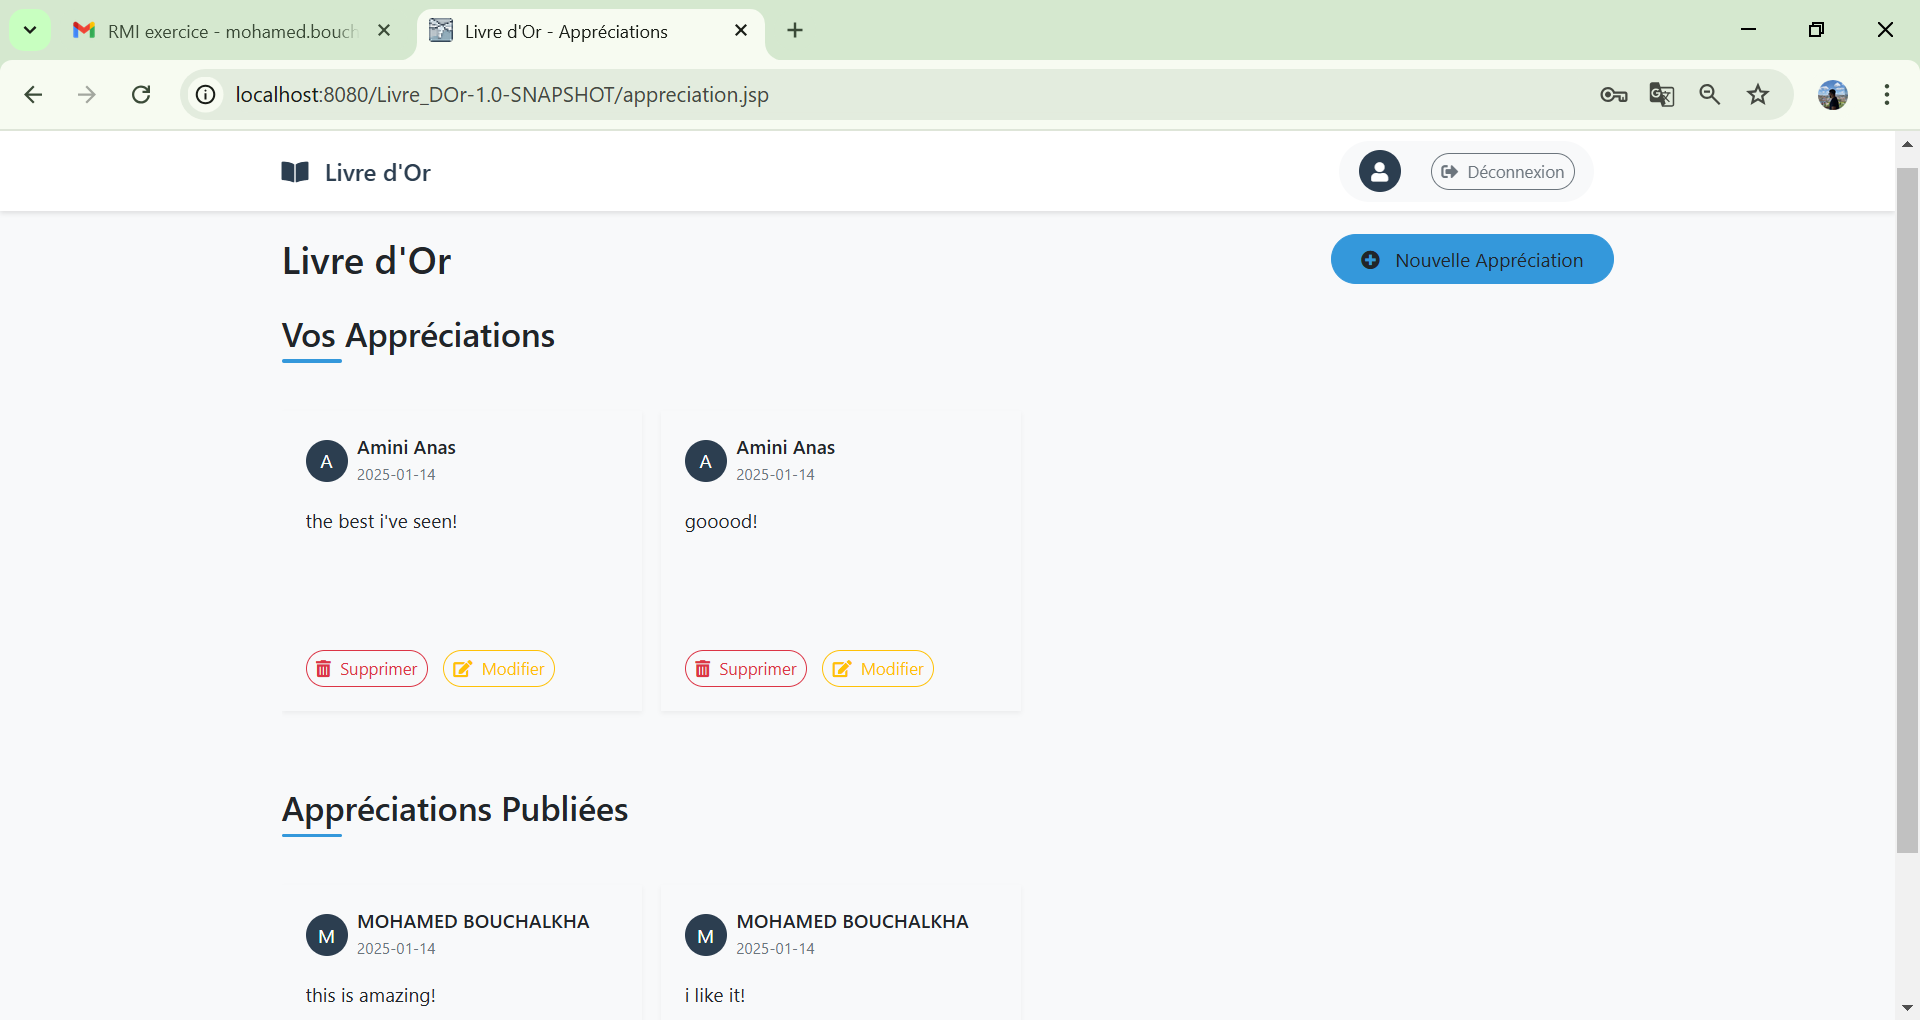 RMI exercice - mohamed.bouch
Livre d'Or - Appréciations
localhost:8080/Livre_DOr-1.0-SNAPSHOT/appreciation.jsp
Livre d'Or
Déconnexion
Livre d'Or
Nouvelle Appréciation
Vos Appréciations
A
Amini Anas
2025-01-14
the best i've seen!
Supprimer
Modifier
A
Amini Anas
2025-01-14
gooood!
Supprimer
Modifier
Appréciations Publiées
M
MOHAMED BOUCHALKHA
2025-01-14
this is amazing!
M
MOHAMED BOUCHALKHA
2025-01-14
i like it!